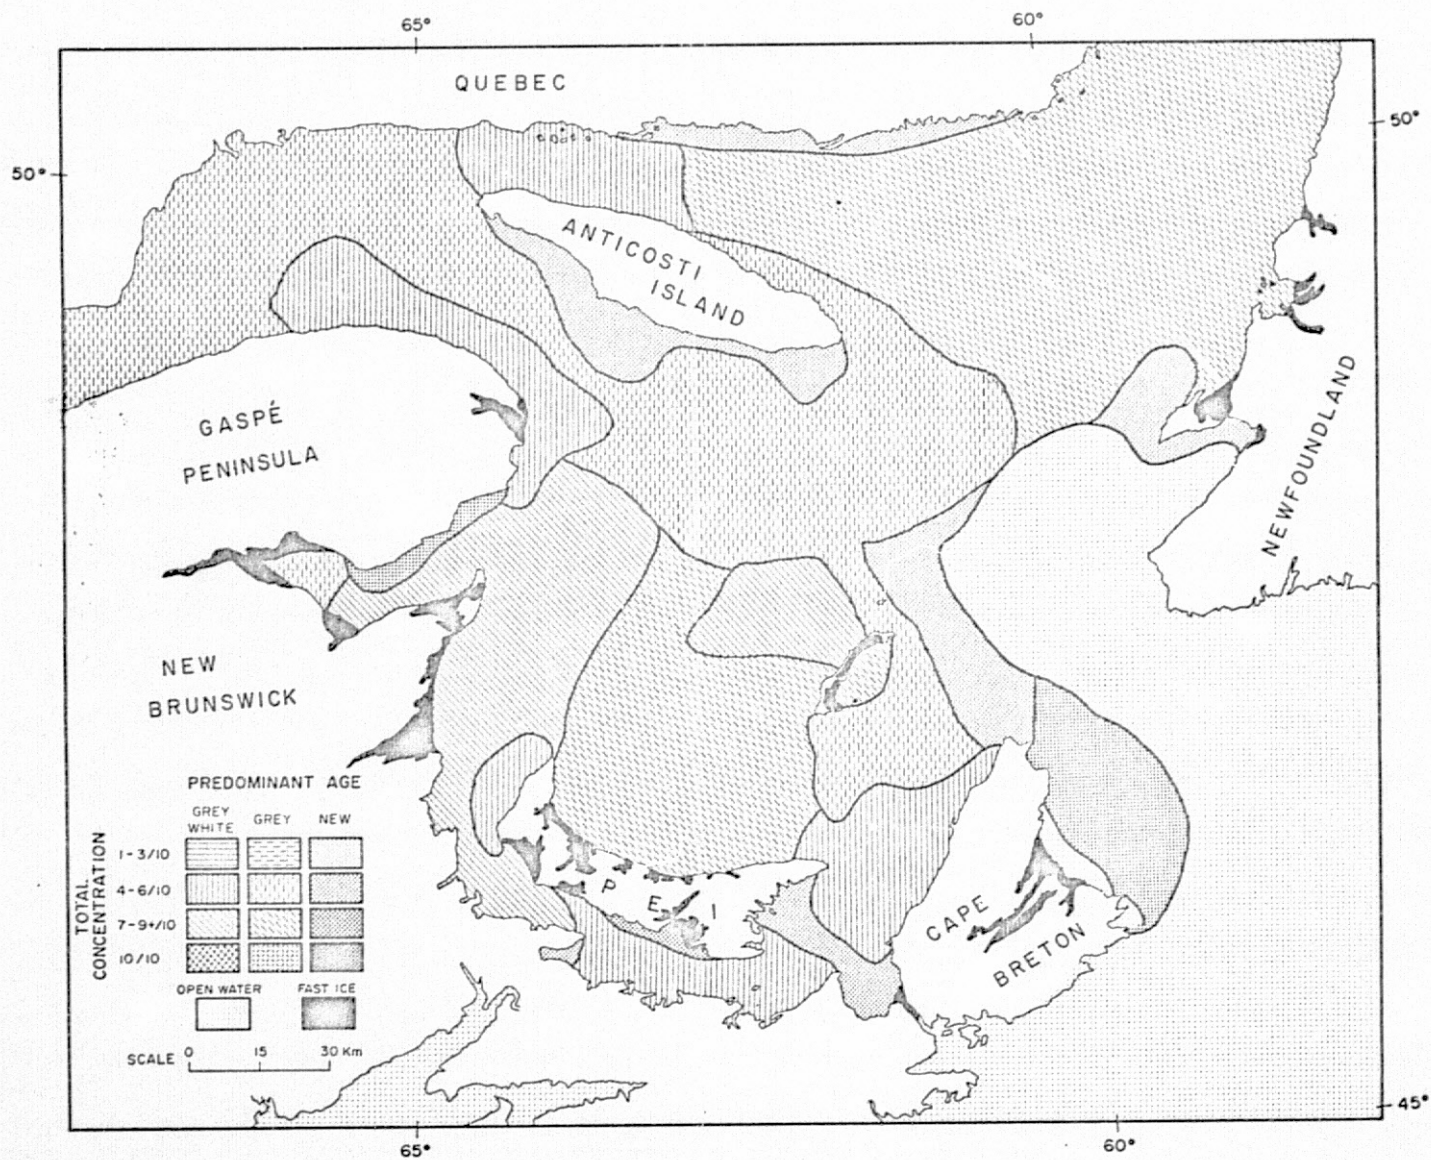 65°
60°
QUEBEC
50°
50°
ANTICOSTI
ISLAND
GASPÉ
PENINSULA
NEWFOUNDLAND
NEW
BRUNSWICK
PREDOMINANT AGE
GREY
WHITE
GREY
NEW
TOTAL
CONCENTRATION
1-3/10
4-6/10
7-9+/10
10/10
OPEN WATER
FAST ICE
SCALE
0
15
30 Km
P E I
CAPE
BRETON
45°
65°
60°